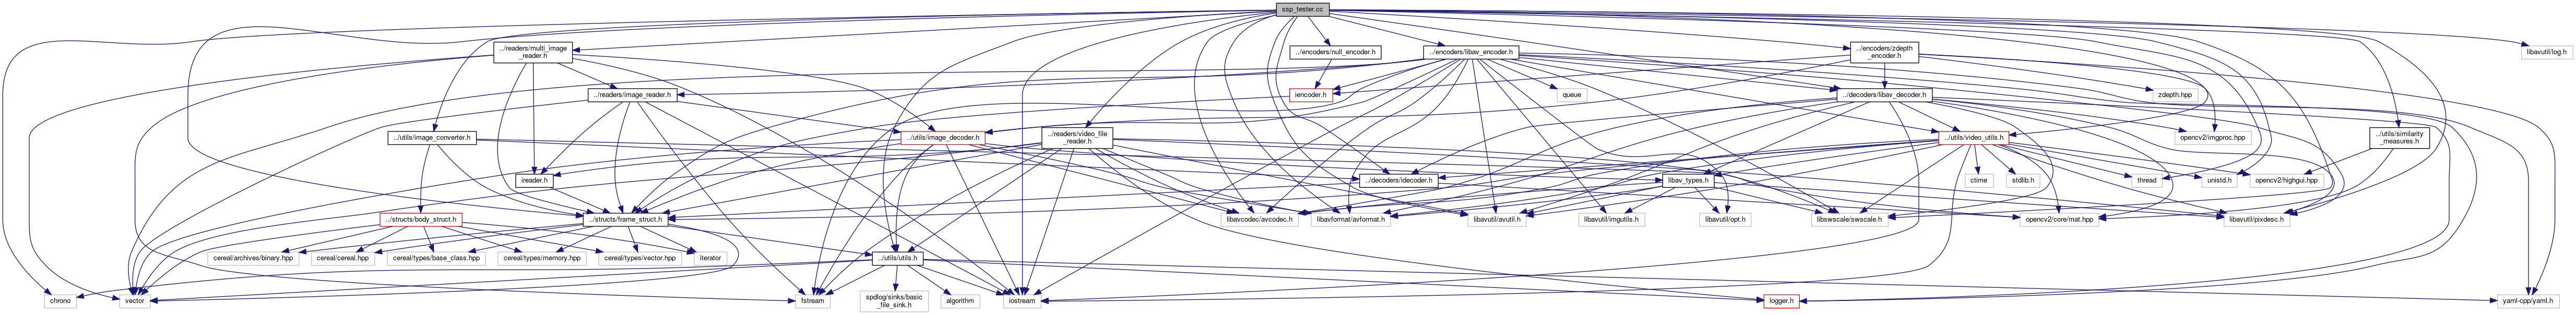 ssp_tester.cc
../readers/multi_image
_reader.h
../encoders/null_encoder.h
../encoders/libav_encoder.h
../encoders/zdepth
_encoder.h
libavutil/log.h
../readers/image_reader.h
iencoder.h
queue
../decoders/libav_decoder.h
zdepth.hpp
../utils/image_converter.h
../utils/image_decoder.h
../readers/video_file
_reader.h
../utils/video_utils.h
opencv2/imgproc.hpp
../utils/similarity
_measures.h
ireader.h
../decoders/idecoder.h
libav_types.h
ctime
stdlib.h
thread
unistd.h
opencv2/highgui.hpp
../structs/body_struct.h
../structs/frame_struct.h
libavcodec/avcodec.h
libavformat/avformat.h
libavutil/avutil.h
libavutil/imgutils.h
libavutil/opt.h
libswscale/swscale.h
opencv2/core/mat.hpp
libavutil/pixdesc.h
cereal/archives/binary.hpp
cereal/cereal.hpp
cereal/types/base_class.hpp
cereal/types/memory.hpp
cereal/types/vector.hpp
iterator
../utils/utils.h
chrono
vector
fstream
spdlog/sinks/basic
_file_sink.h
algorithm
iostream
logger.h
yaml-cpp/yaml.h